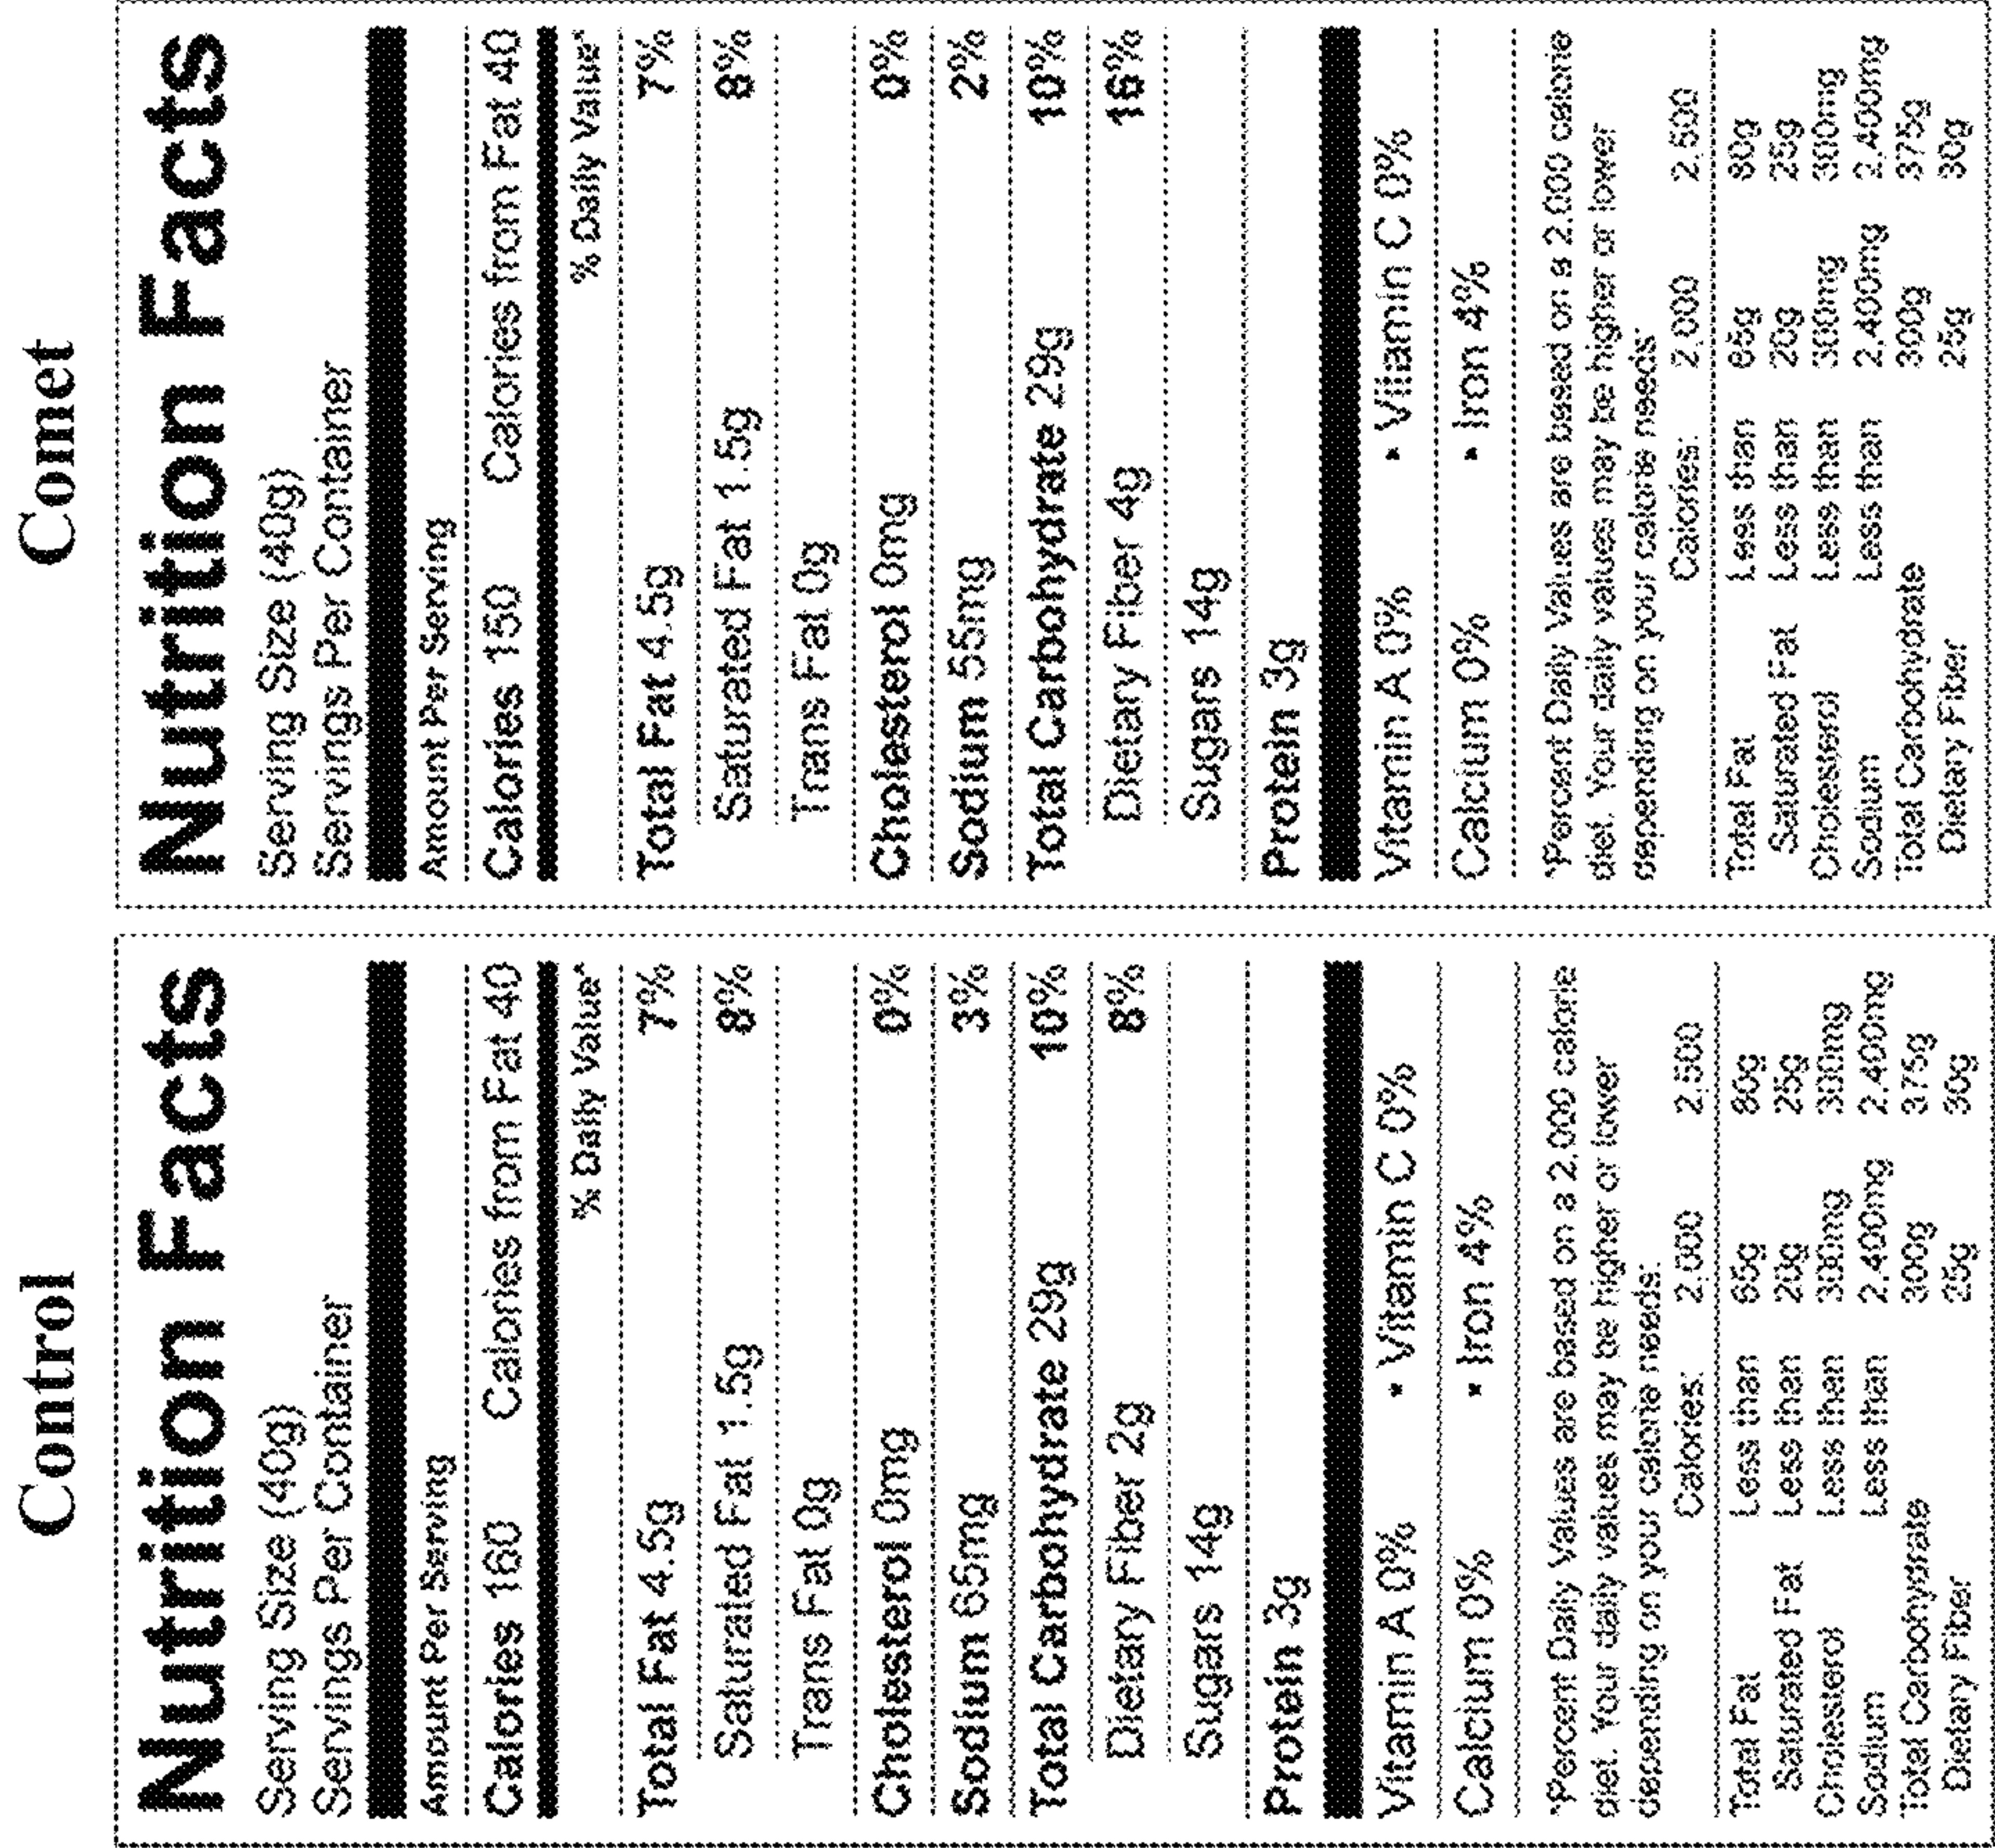 Control
Nutrition Facts
Serving Size (40g)
Servings Per Container
Amount Per Serving
Calories 160 Calories from Fat 40
% Daily Value*
Total Fat 4.5g 7%
Saturated Fat 1.5g 8%
Trans Fat 0g
Cholesterol 0mg 0%
Sodium 65mg 3%
Total Carbohydrate 29g 10%
Dietary Fiber 2g 8%
Sugars 14g
Protein 3g
Vitamin A 0% • Vitamin C 0%
Calcium 0% • Iron 4%
*Percent Daily Values are based on a 2,000 calorie
diet. Your daily values may be higher or lower
depending on your calorie needs:
Calories: 2,000 2,500
Total Fat Less than 65g 80g
Saturated Fat Less than 20g 25g
Cholesterol Less than 300mg 300mg
Sodium Less than 2,400mg 2,400mg
Total Carbohydrate 300g 375g
Dietary Fiber 25g 30g
Comet
Nutrition Facts
Serving Size (40g)
Servings Per Container
Amount Per Serving
Calories 150 Calories from Fat 40
% Daily Value*
Total Fat 4.5g 7%
Saturated Fat 1.5g 8%
Trans Fat 0g
Cholesterol 0mg 0%
Sodium 55mg 2%
Total Carbohydrate 29g 10%
Dietary Fiber 4g 16%
Sugars 14g
Protein 3g
Vitamin A 0% • Vitamin C 0%
Calcium 0% • Iron 4%
*Percent Daily Values are based on a 2,000 calorie
diet. Your daily values may be higher or lower
depending on your calorie needs:
Calories: 2,000 2,500
Total Fat Less than 65g 80g
Saturated Fat Less than 20g 25g
Cholesterol Less than 300mg 300mg
Sodium Less than 2,400mg 2,400mg
Total Carbohydrate 300g 375g
Dietary Fiber 25g 30g